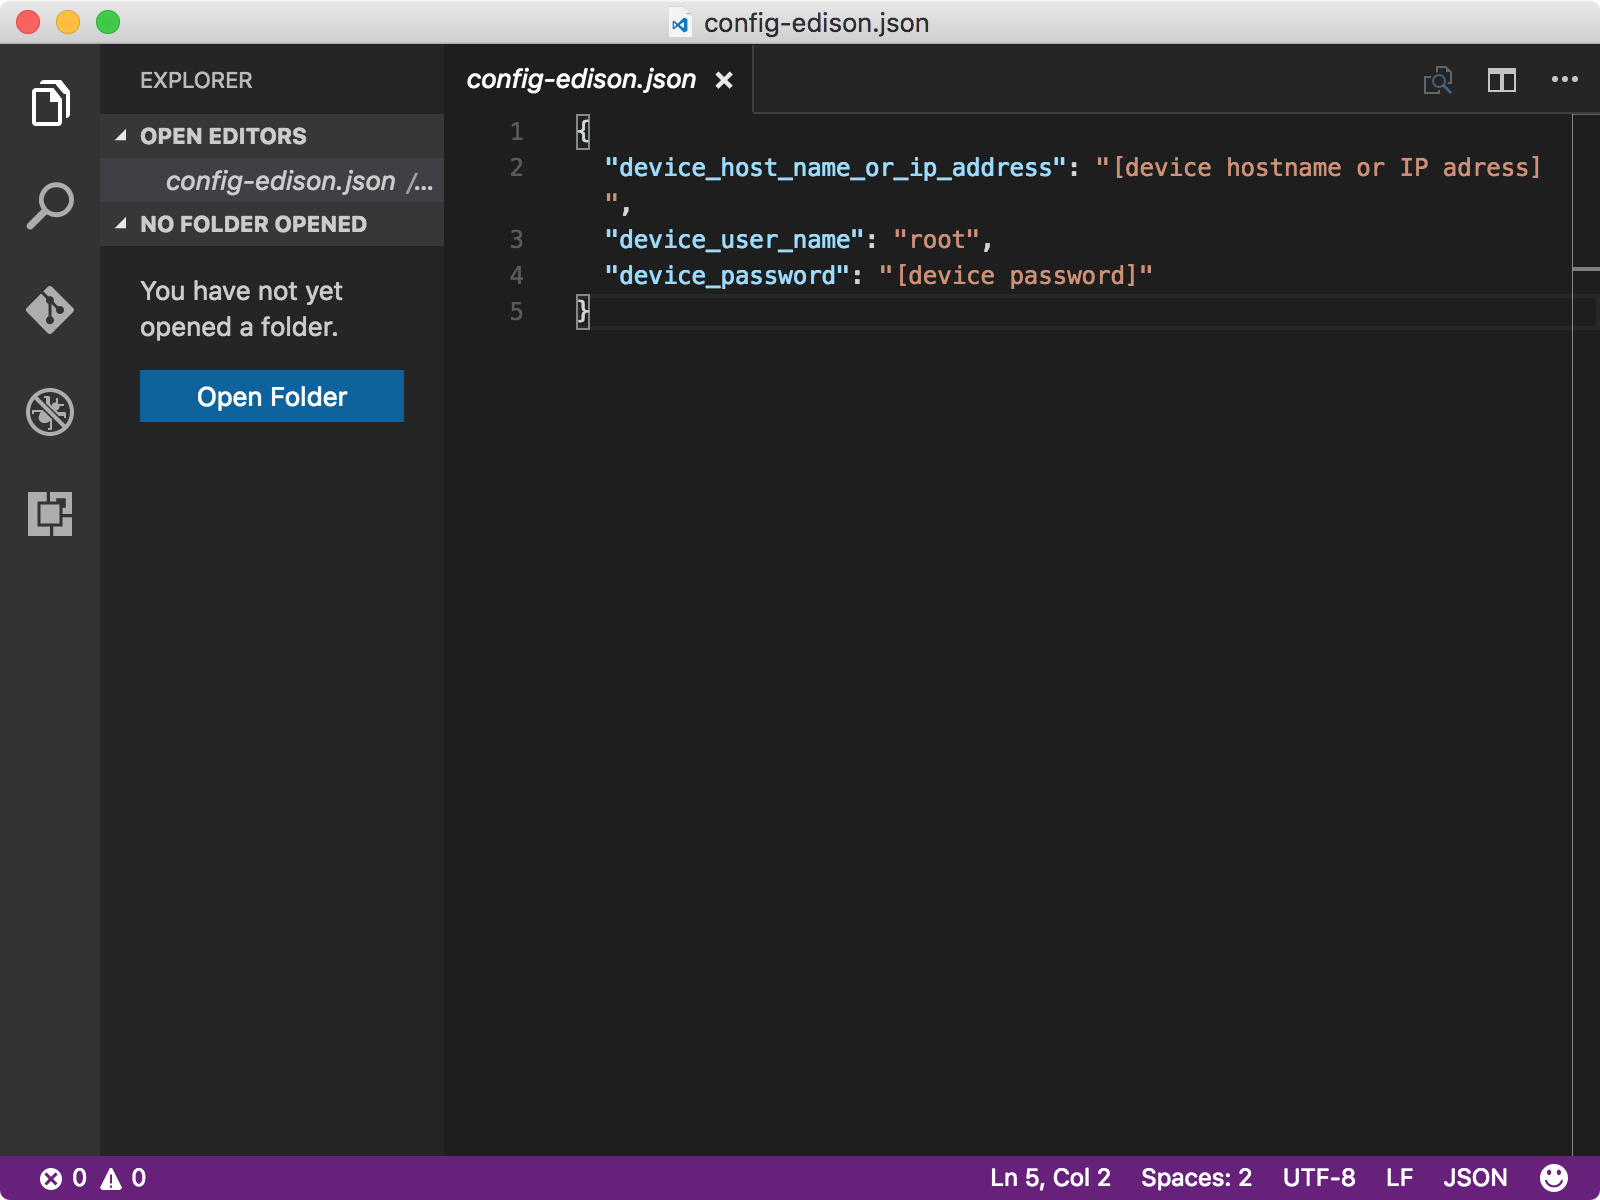 config-edison.json
EXPLORER
OPEN EDITORS
config-edison.json /...
NO FOLDER OPENED
You have not yet
opened a folder.
Open Folder
config-edison.json
1 {
2 "device_host_name_or_ip_address": "[device hostname or IP adress]
",
3 "device_user_name": "root",
4 "device_password": "[device password]"
5 }
0 0
Ln 5, Col 2 Spaces: 2 UTF-8 LF JSON